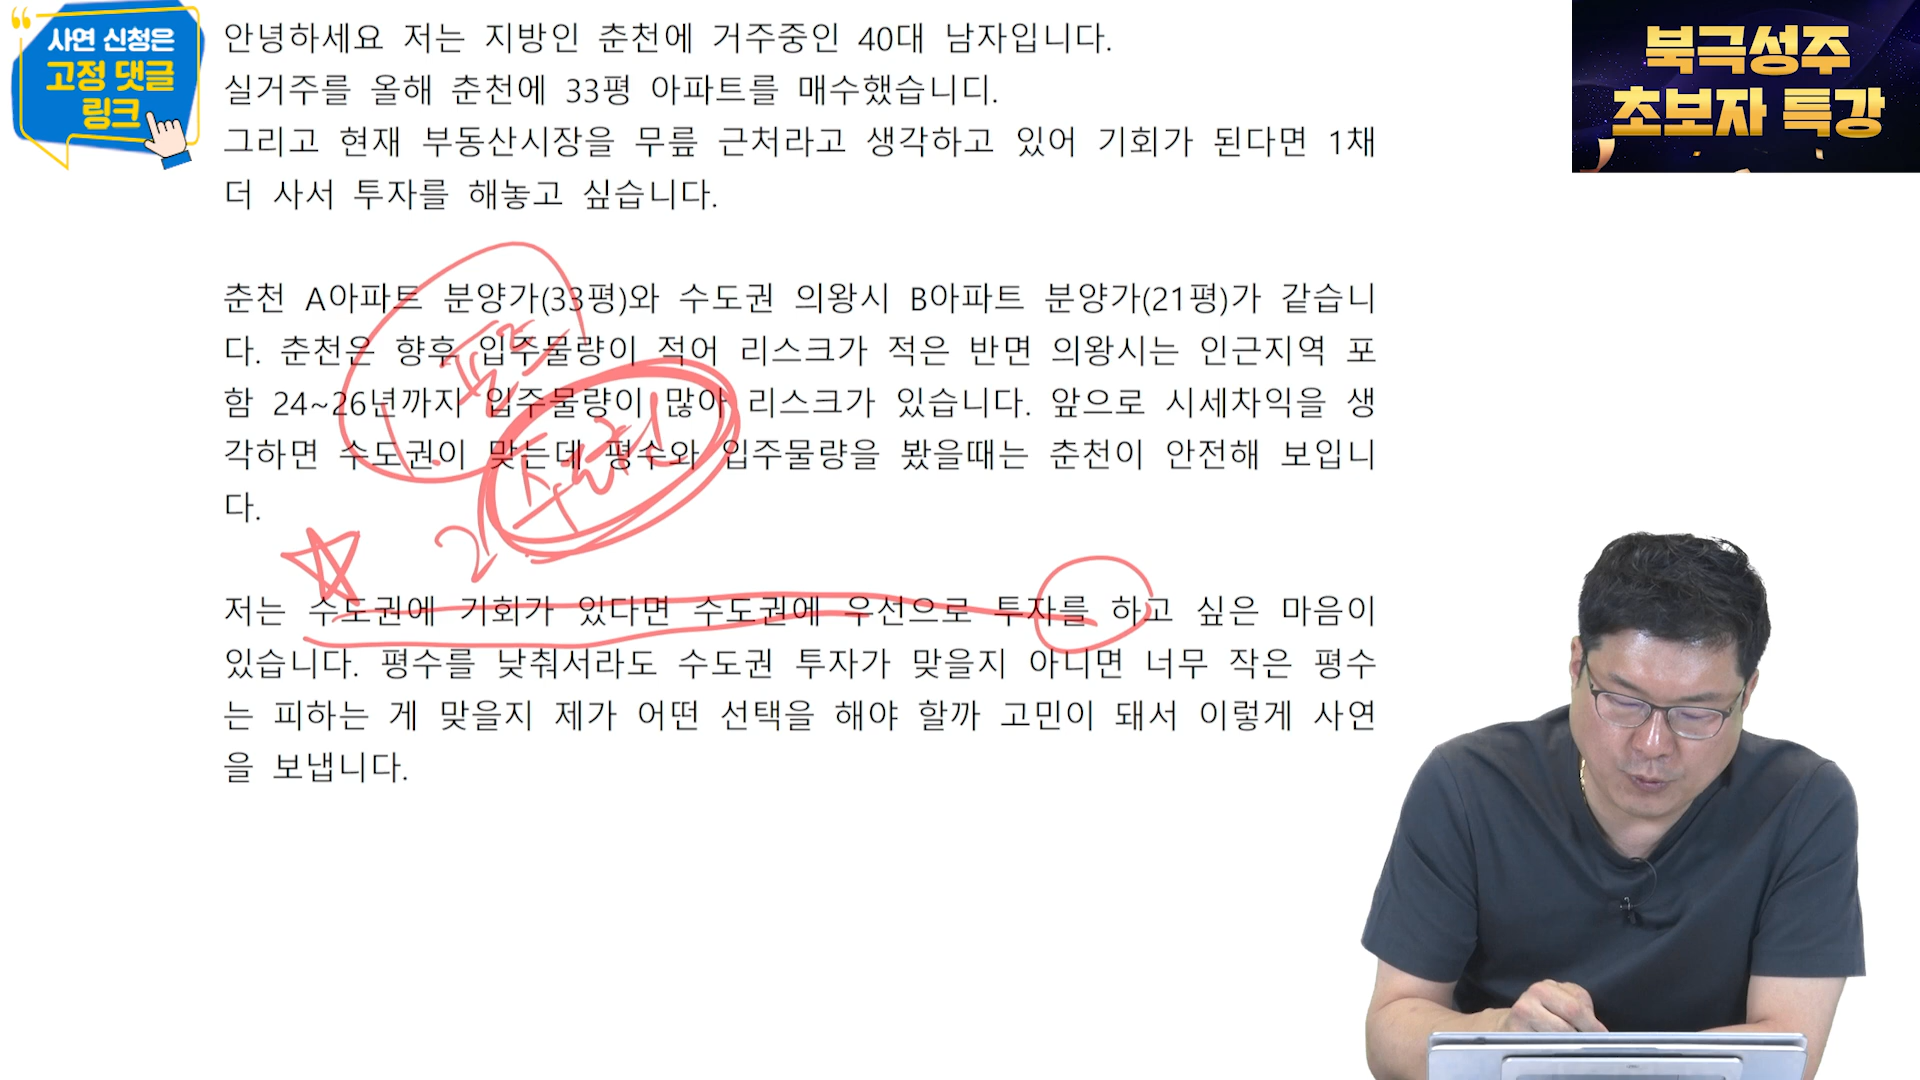 사연 신청은
고정 댓글
링크
북극성주
초보자 특강
안녕하세요 저는 지방인 춘천에 거주중인 40대 남자입니다.
실거주를 올해 춘천에 33평 아파트를 매수했습니디.
그리고 현재 부동산시장을 무릎 근처라고 생각하고 있어 기회가 된다면 1채
더 사서 투자를 해놓고 싶습니다.
춘천 A아파트 분양가(33평)와 수도권 의왕시 B아파트 분양가(21평)가 같습니
다. 춘천은 향후 입주물량이 적어 리스크가 적은 반면 의왕시는 인근지역 포
함 24~26년까지 입주물량이 많아 리스크가 있습니다. 앞으로 시세차익을 생
각하면 수도권이 맞는데 평수와 입주물량을 봤을때는 춘천이 안전해 보입니
다.
2
저는 수도권에 기회가 있다면 수도권에 우선으로 투자를 하고 싶은 마음이
있습니다. 평수를 낮춰서라도 수도권 투자가 맞을지 아니면 너무 작은 평수
는 피하는 게 맞을지 제가 어떤 선택을 해야 할까 고민이 돼서 이렇게 사연
을 보냅니다.